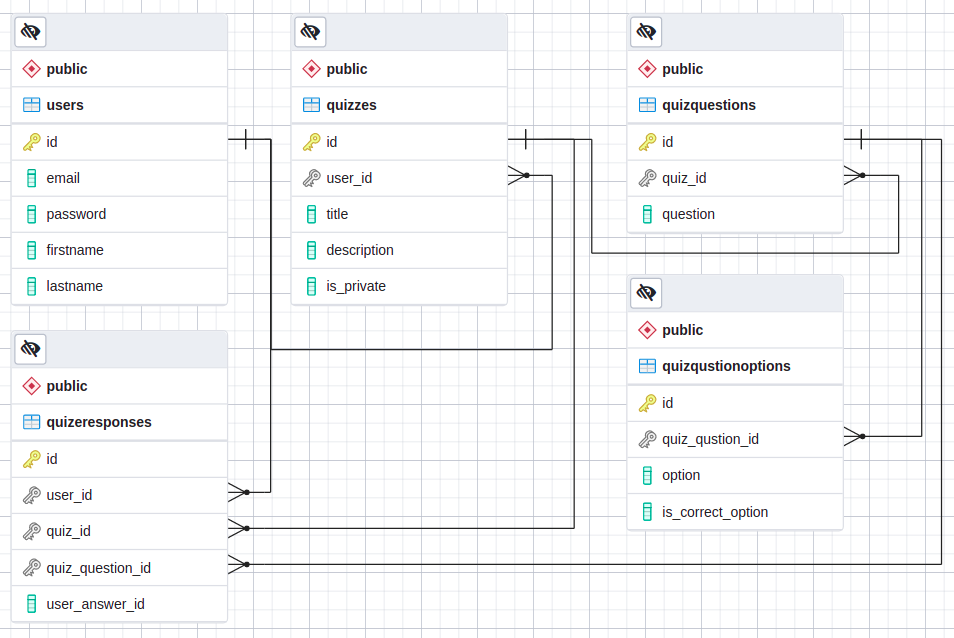 public
users
id
email
password
firstname
lastname
public
quizzes
id
user_id
title
description
is_private
public
quizquestions
id
quiz_id
question
public
quizeresponses
id
user_id
quiz_id
quiz_question_id
user_answer_id
public
quizqustionoptions
id
quiz_qustion_id
option
is_correct_option